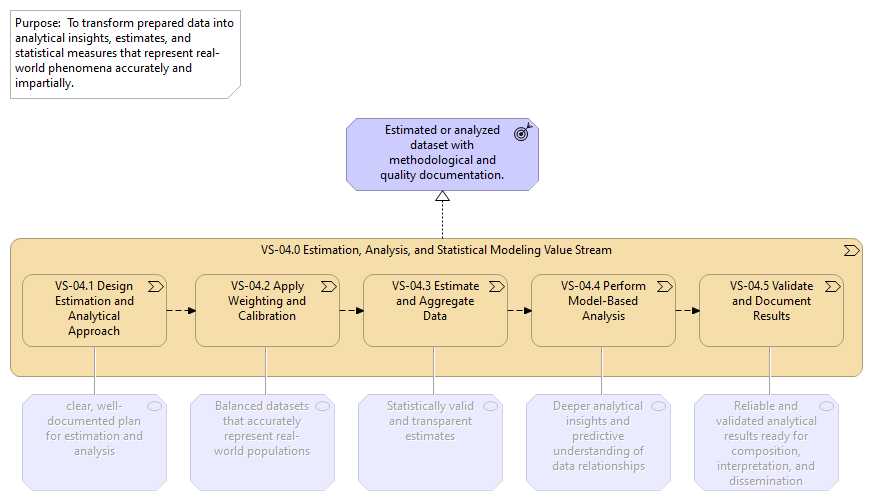 Purpose:  To transform prepared data into
analytical insights, estimates, and
statistical measures that represent real-
world phenomena accurately and
impartially.
Estimated or analyzed
dataset with
methodological and
quality documentation.
VS-04.0 Estimation, Analysis, and Statistical Modeling Value Stream
VS-04.1 Design
Estimation and
Analytical
Approach
VS-04.2 Apply
Weighting and
Calibration
VS-04.3 Estimate
and Aggregate
Data
VS-04.4 Perform
Model-Based
Analysis
VS-04.5 Validate
and Document
Results
clear, well-
documented plan
for estimation and
analysis
Balanced datasets
that accurately
represent real-
world populations
Statistically valid
and transparent
estimates
Deeper analytical
insights and
predictive
understanding of
data relationships
Reliable and
validated analytical
results ready for
composition,
interpretation, and
dissemination